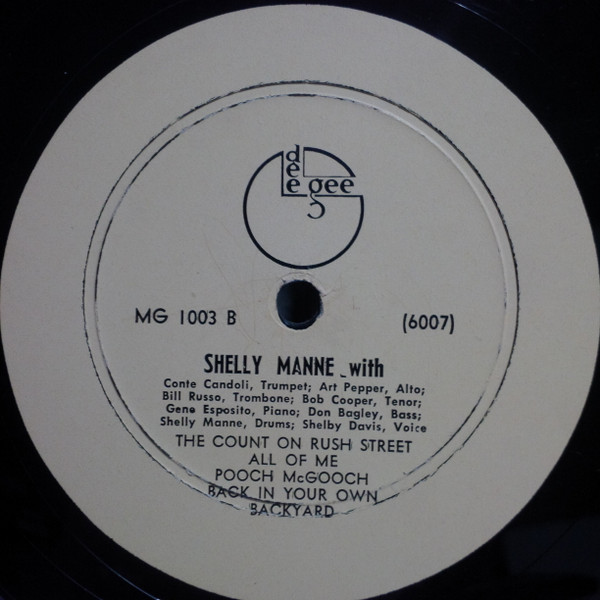 dee gee
MG 1003 B (6007)
SHELLY MANNE with
Conte Candoli, Trumpet; Art Pepper, Alto;
Bill Russo, Trombone; Bob Cooper, Tenor;
Gene Esposito, Piano; Don Bagley, Bass;
Shelly Manne, Drums; Shelby Davis, Voice
THE COUNT ON RUSH STREET
ALL OF ME
POOCH McGOOCH
BACK IN YOUR OWN
BACKYARD